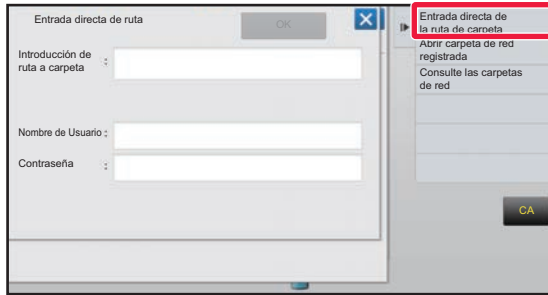 Entrada directa de ruta
OK
Introducción de
ruta a carpeta :
Nombre de Usuario :
Contraseña :
Entrada directa de
la ruta de carpeta
Abrir carpeta de red
registrada
Consulte las carpetas
de red
CA